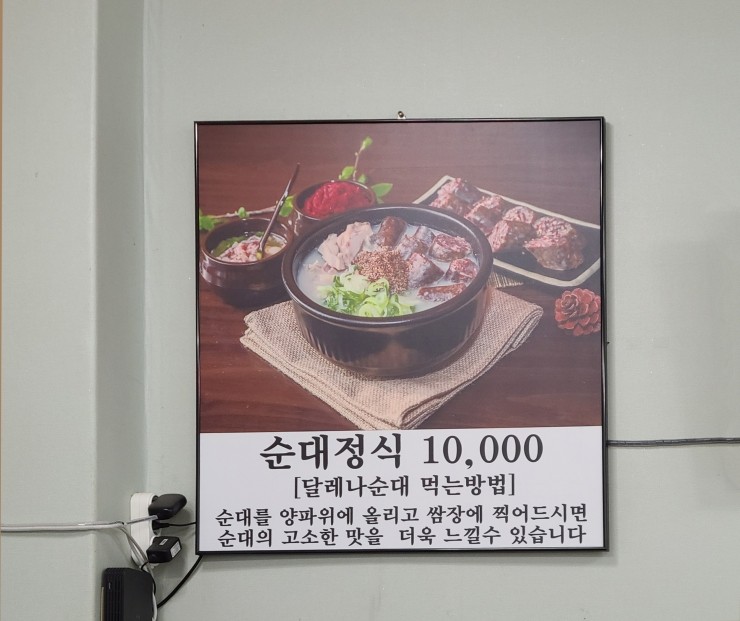 순대정식 10,000
[달레나순대 먹는방법]
순대를 양파위에 올리고 쌈장에 찍어드시면
순대의 고소한 맛을 더욱 느낄수 있습니다